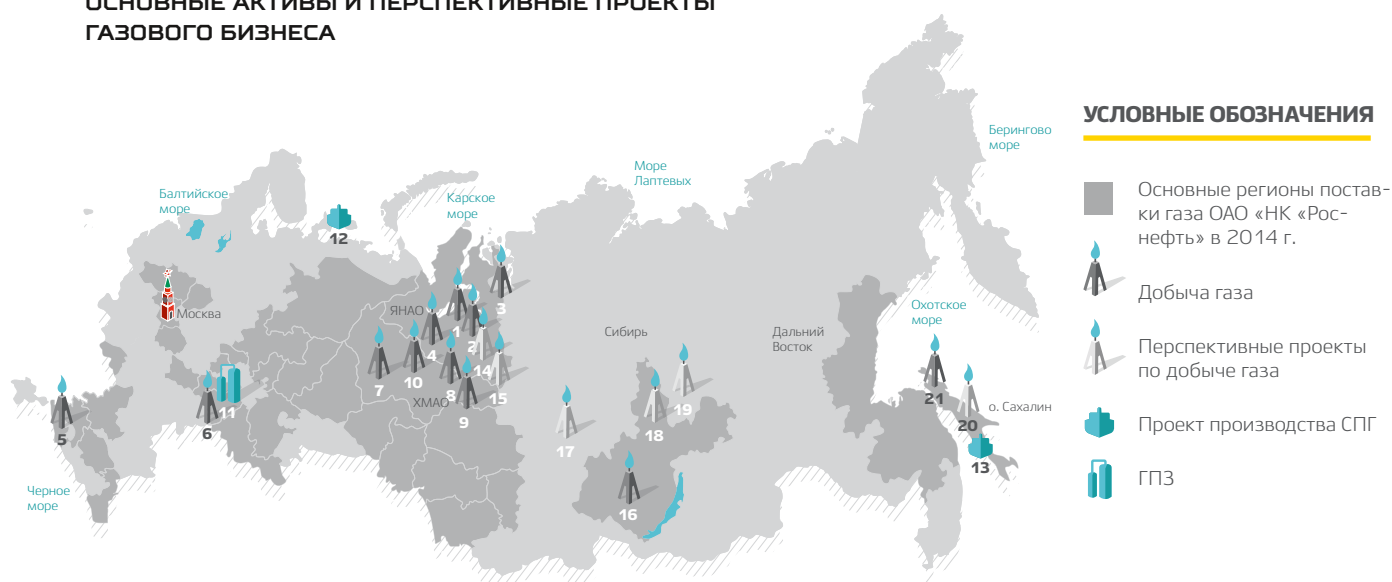 ОСНОВНЫЕ АКТИВЫ И ПЕРСПЕКТИВНЫЕ ПРОЕКТЫ
ГАЗОВОГО БИЗНЕСА
УСЛОВНЫЕ ОБОЗНАЧЕНИЯ
Основные регионы постав-
ки газа ОАО «НК «Рос-
нефть» в 2014 г.
Добыча газа
Перспективные проекты
по добыче газа
Проект производства СПГ
ГПЗ
Берингово
море
Море
Лаптевых
Карское
море
Балтийское
море
12
Москва
ЯНАО
3
1
2
4
14
7
10
8
15
ХМАО
9
11
6
5
Черное
море
Сибирь
Дальний
Восток
Охотское
море
17
18
19
16
21
20
о. Сахалин
13